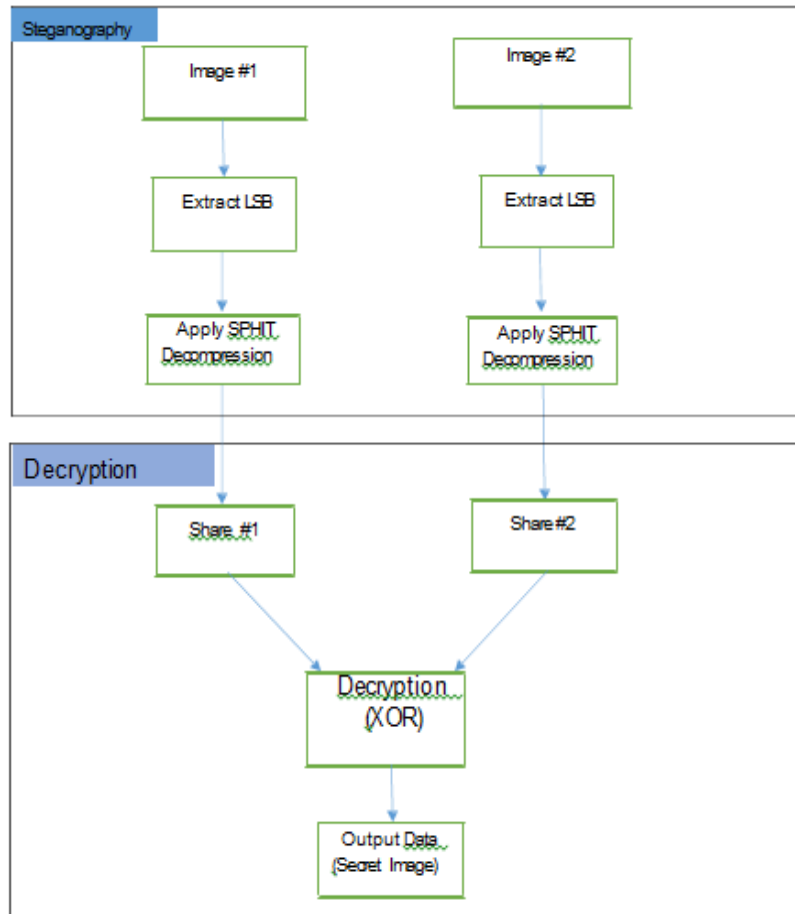 Steganography
Image #1
Image #2
Extract LSB
Extract LSB
Apply SPHIT
Decompression
Apply SPHIT
Decompression
Decryption
Share #1
Share #2
Decryption
(XOR)
Output Data
(Secret Image)